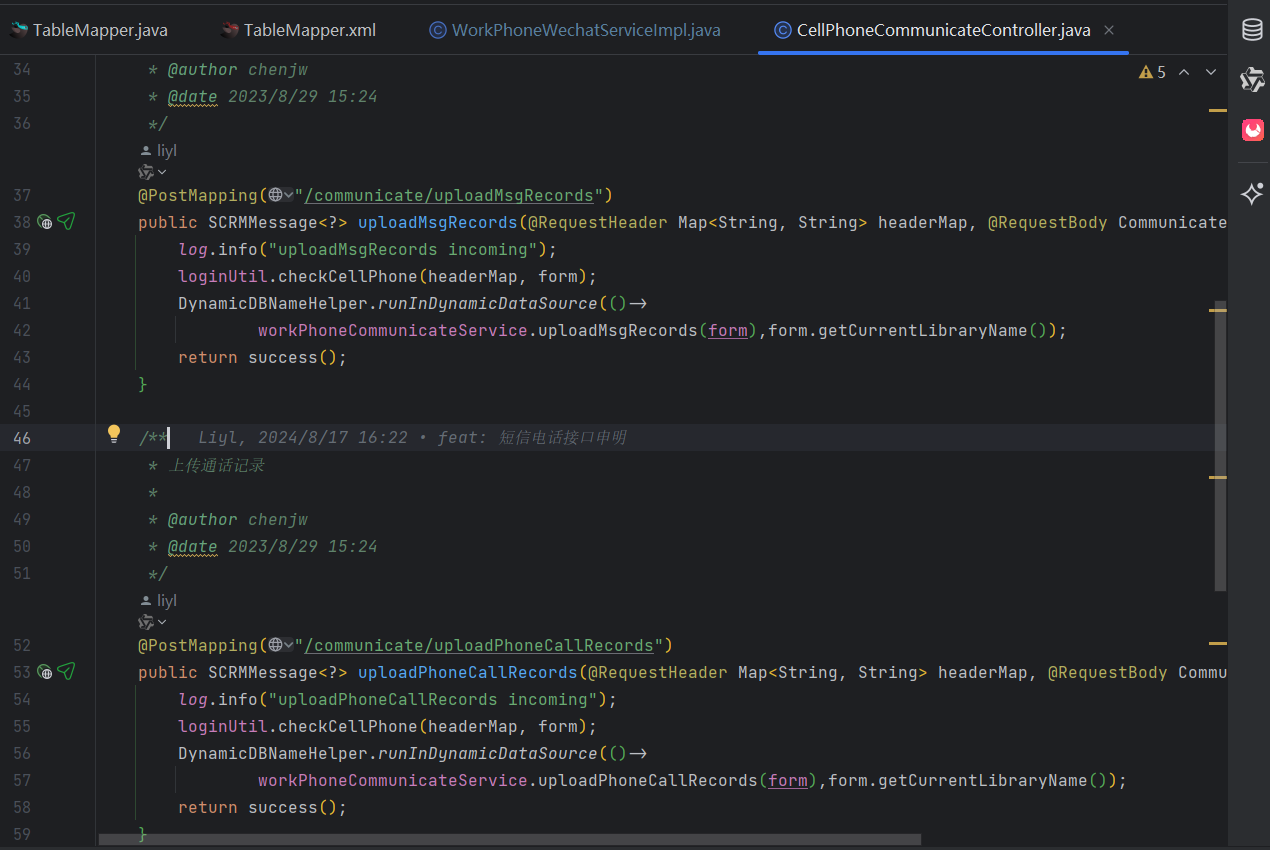 TableMapper.java TableMapper.xml WorkPhoneWechatServiceImpl.java CellPhoneCommunicateController.java
34 * @author chenjw
5
35 * @date 2023/8/29 15:24
36 */
liyl
37 @PostMapping("/communicate/uploadMsgRecords")
38 public SCRMMessage<?> uploadMsgRecords(@RequestHeader Map<String, String> headerMap, @RequestBody Communicate
39 log.info("uploadMsgRecords incoming");
40 loginUtil.checkCellPhone(headerMap, form);
41 DynamicDBNameHelper.runInDynamicDataSource(()->
42 workPhoneCommunicateService.uploadMsgRecords(form),form.getCurrentLibraryName());
43 return success();
44 }
45
46 /** Liyl, 2024/8/17 16:22 • feat: 短信电话接口申明
47 * 上传通话记录
48 *
49 * @author chenjw
50 * @date 2023/8/29 15:24
51 */
liyl
52 @PostMapping("/communicate/uploadPhoneCallRecords")
53 public SCRMMessage<?> uploadPhoneCallRecords(@RequestHeader Map<String, String> headerMap, @RequestBody Commu
54 log.info("uploadPhoneCallRecords incoming");
55 loginUtil.checkCellPhone(headerMap, form);
56 DynamicDBNameHelper.runInDynamicDataSource(()->
57 workPhoneCommunicateService.uploadPhoneCallRecords(form),form.getCurrentLibraryName());
58 return success();
59 }